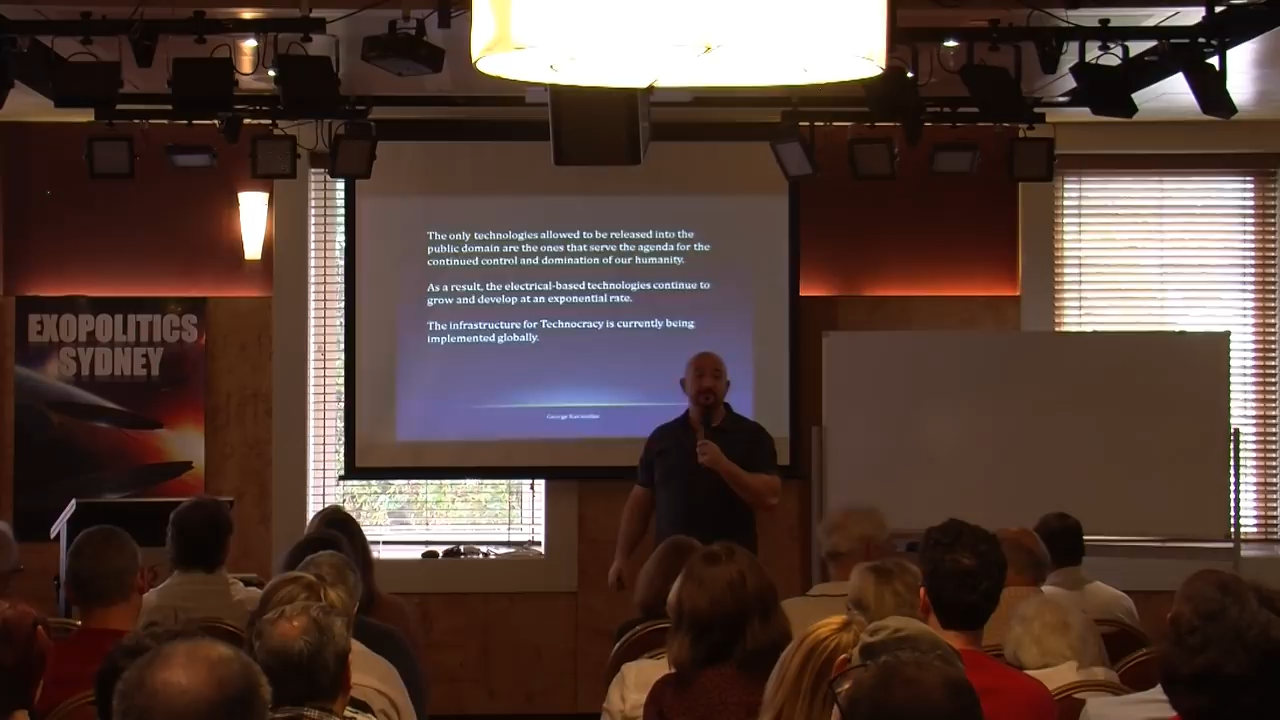 The only technologies allowed to be released into the
public domain are the ones that serve the agenda for the
continued control and domination of our humanity.
As a result, the electrical-based technologies continue to
grow and develop at an exponential rate.
The infrastructure for Technocracy is currently being
implemented globally.
George
EXOPOLITICS
SYDNEY